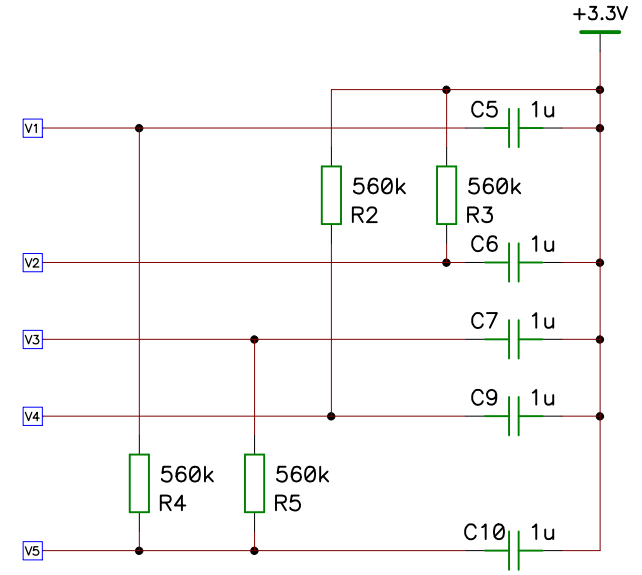 +3.3V
C5 1u
V1
560k
R2
560k
R3
C6 1u
V2
C7 1u
V3
C9 1u
V4
560k
R4
560k
R5
C10 1u
V5